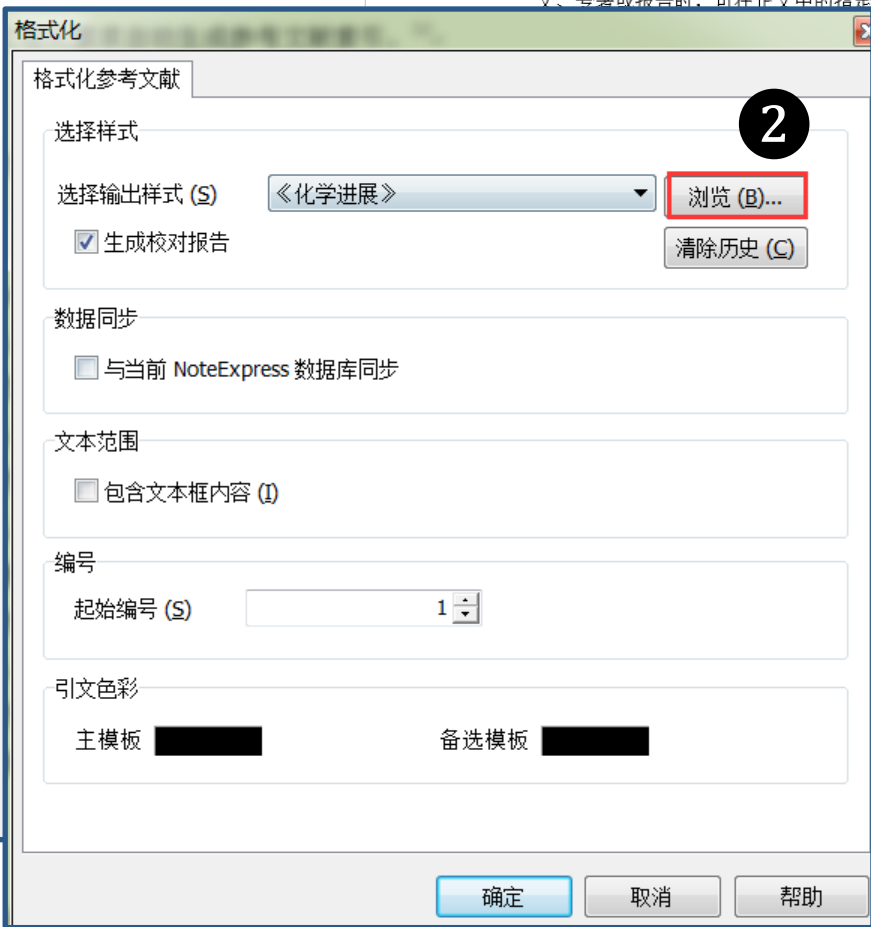 格式化
格式化参考文献
选择样式
2
选择输出样式 (S)
《化学进展》
浏览 (B)...
生成校对报告
清除历史 (C)
数据同步
与当前 NoteExpress 数据库同步
文本范围
包含文本框内容 (I)
编号
起始编号 (S)
1
引文色彩
主模板
备选模板
确定
取消
帮助